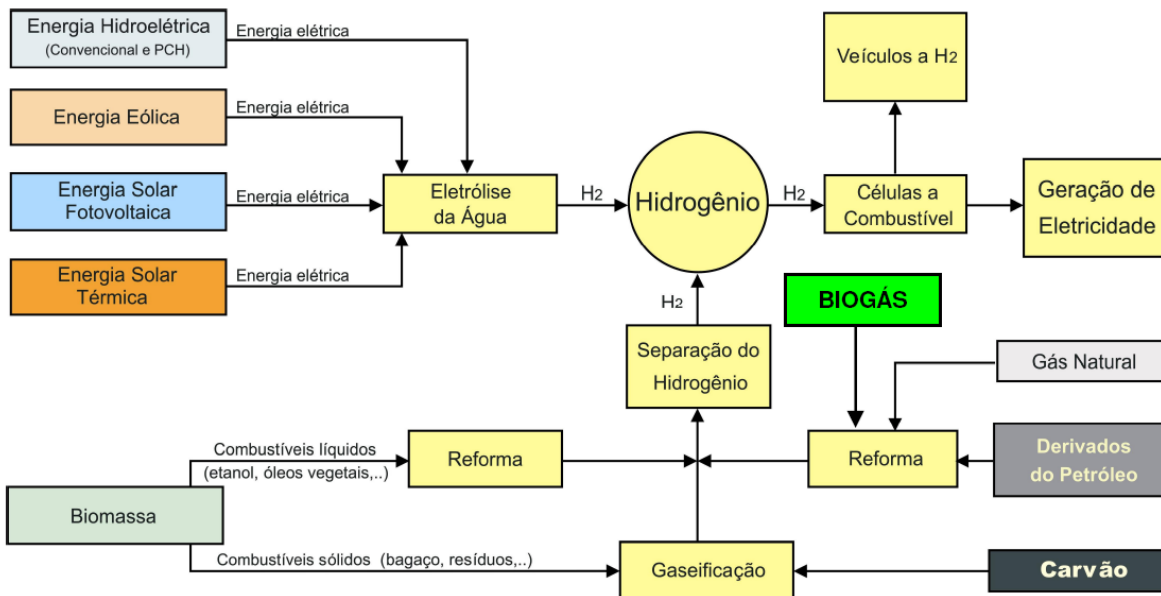 Energia Hidroelétrica
(Convencional e PCH)
Energia elétrica
Energia Eólica
Energia elétrica
Energia Solar
Fotovoltaica
Energia elétrica
Energia Solar
Térmica
Energia elétrica
Eletrólise
da Água
H2
Hidrogênio
H2
Células a
Combustível
Veículos a H2
Geração de
Eletricidade
H2
Separação do
Hidrogênio
BIOGÁS
Gás Natural
Derivados
do Petróleo
Reforma
Combustíveis líquidos
(etanol, óleos vegetais,..)
Reforma
Biomassa
Combustíveis sólidos (bagaço, resíduos,..)
Gaseificação
Carvão